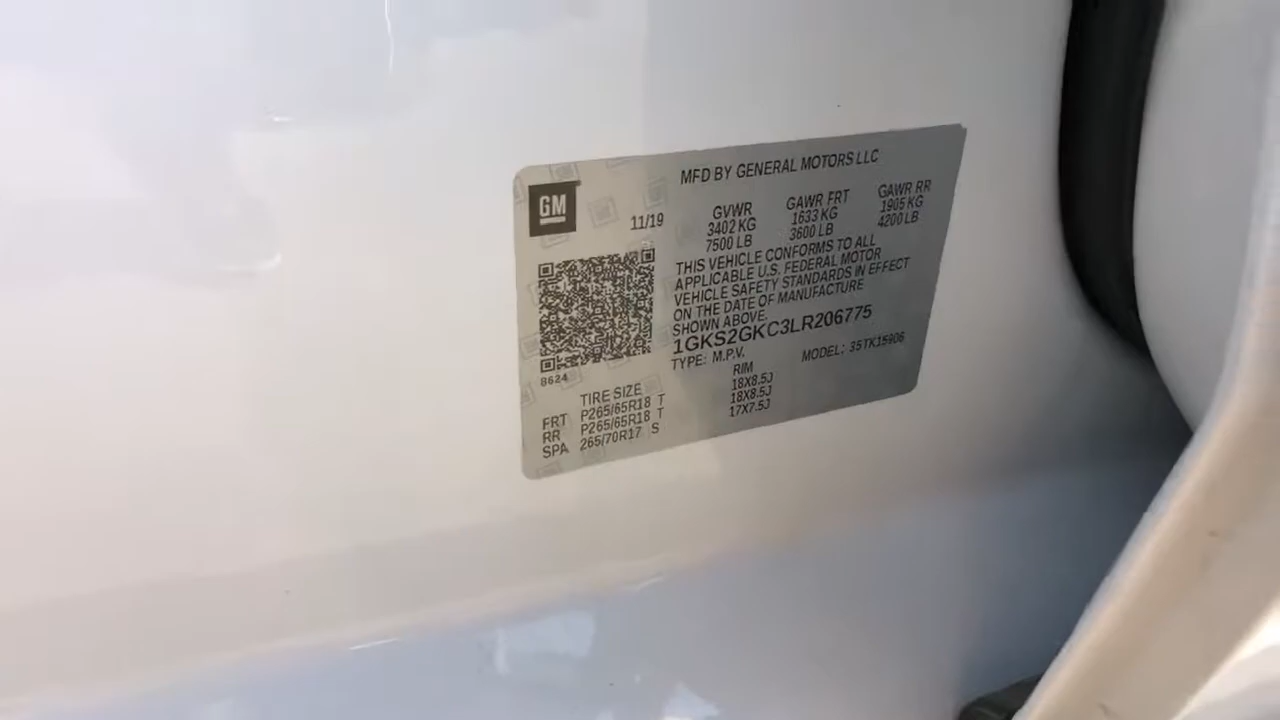 GM
MFD BY GENERAL MOTORS LLC
11/19
GVWR GAWR FRT GAWR RR
3402 KG 1633 KG 1905 KG
7500 LB 3600 LB 4200 LB
THIS VEHICLE CONFORMS TO ALL
APPLICABLE U.S. FEDERAL MOTOR
VEHICLE SAFETY STANDARDS IN EFFECT
ON THE DATE OF MANUFACTURE
SHOWN ABOVE.
1GKS2GKC3LR206775
TYPE: M.P.V. MODEL: 35TK15906
8624
TIRE SIZE RIM
FRT P265/65R18 T 18X8.5J
RR P265/65R18 T 18X8.5J
SPA 265/70R17 S 17X7.5J